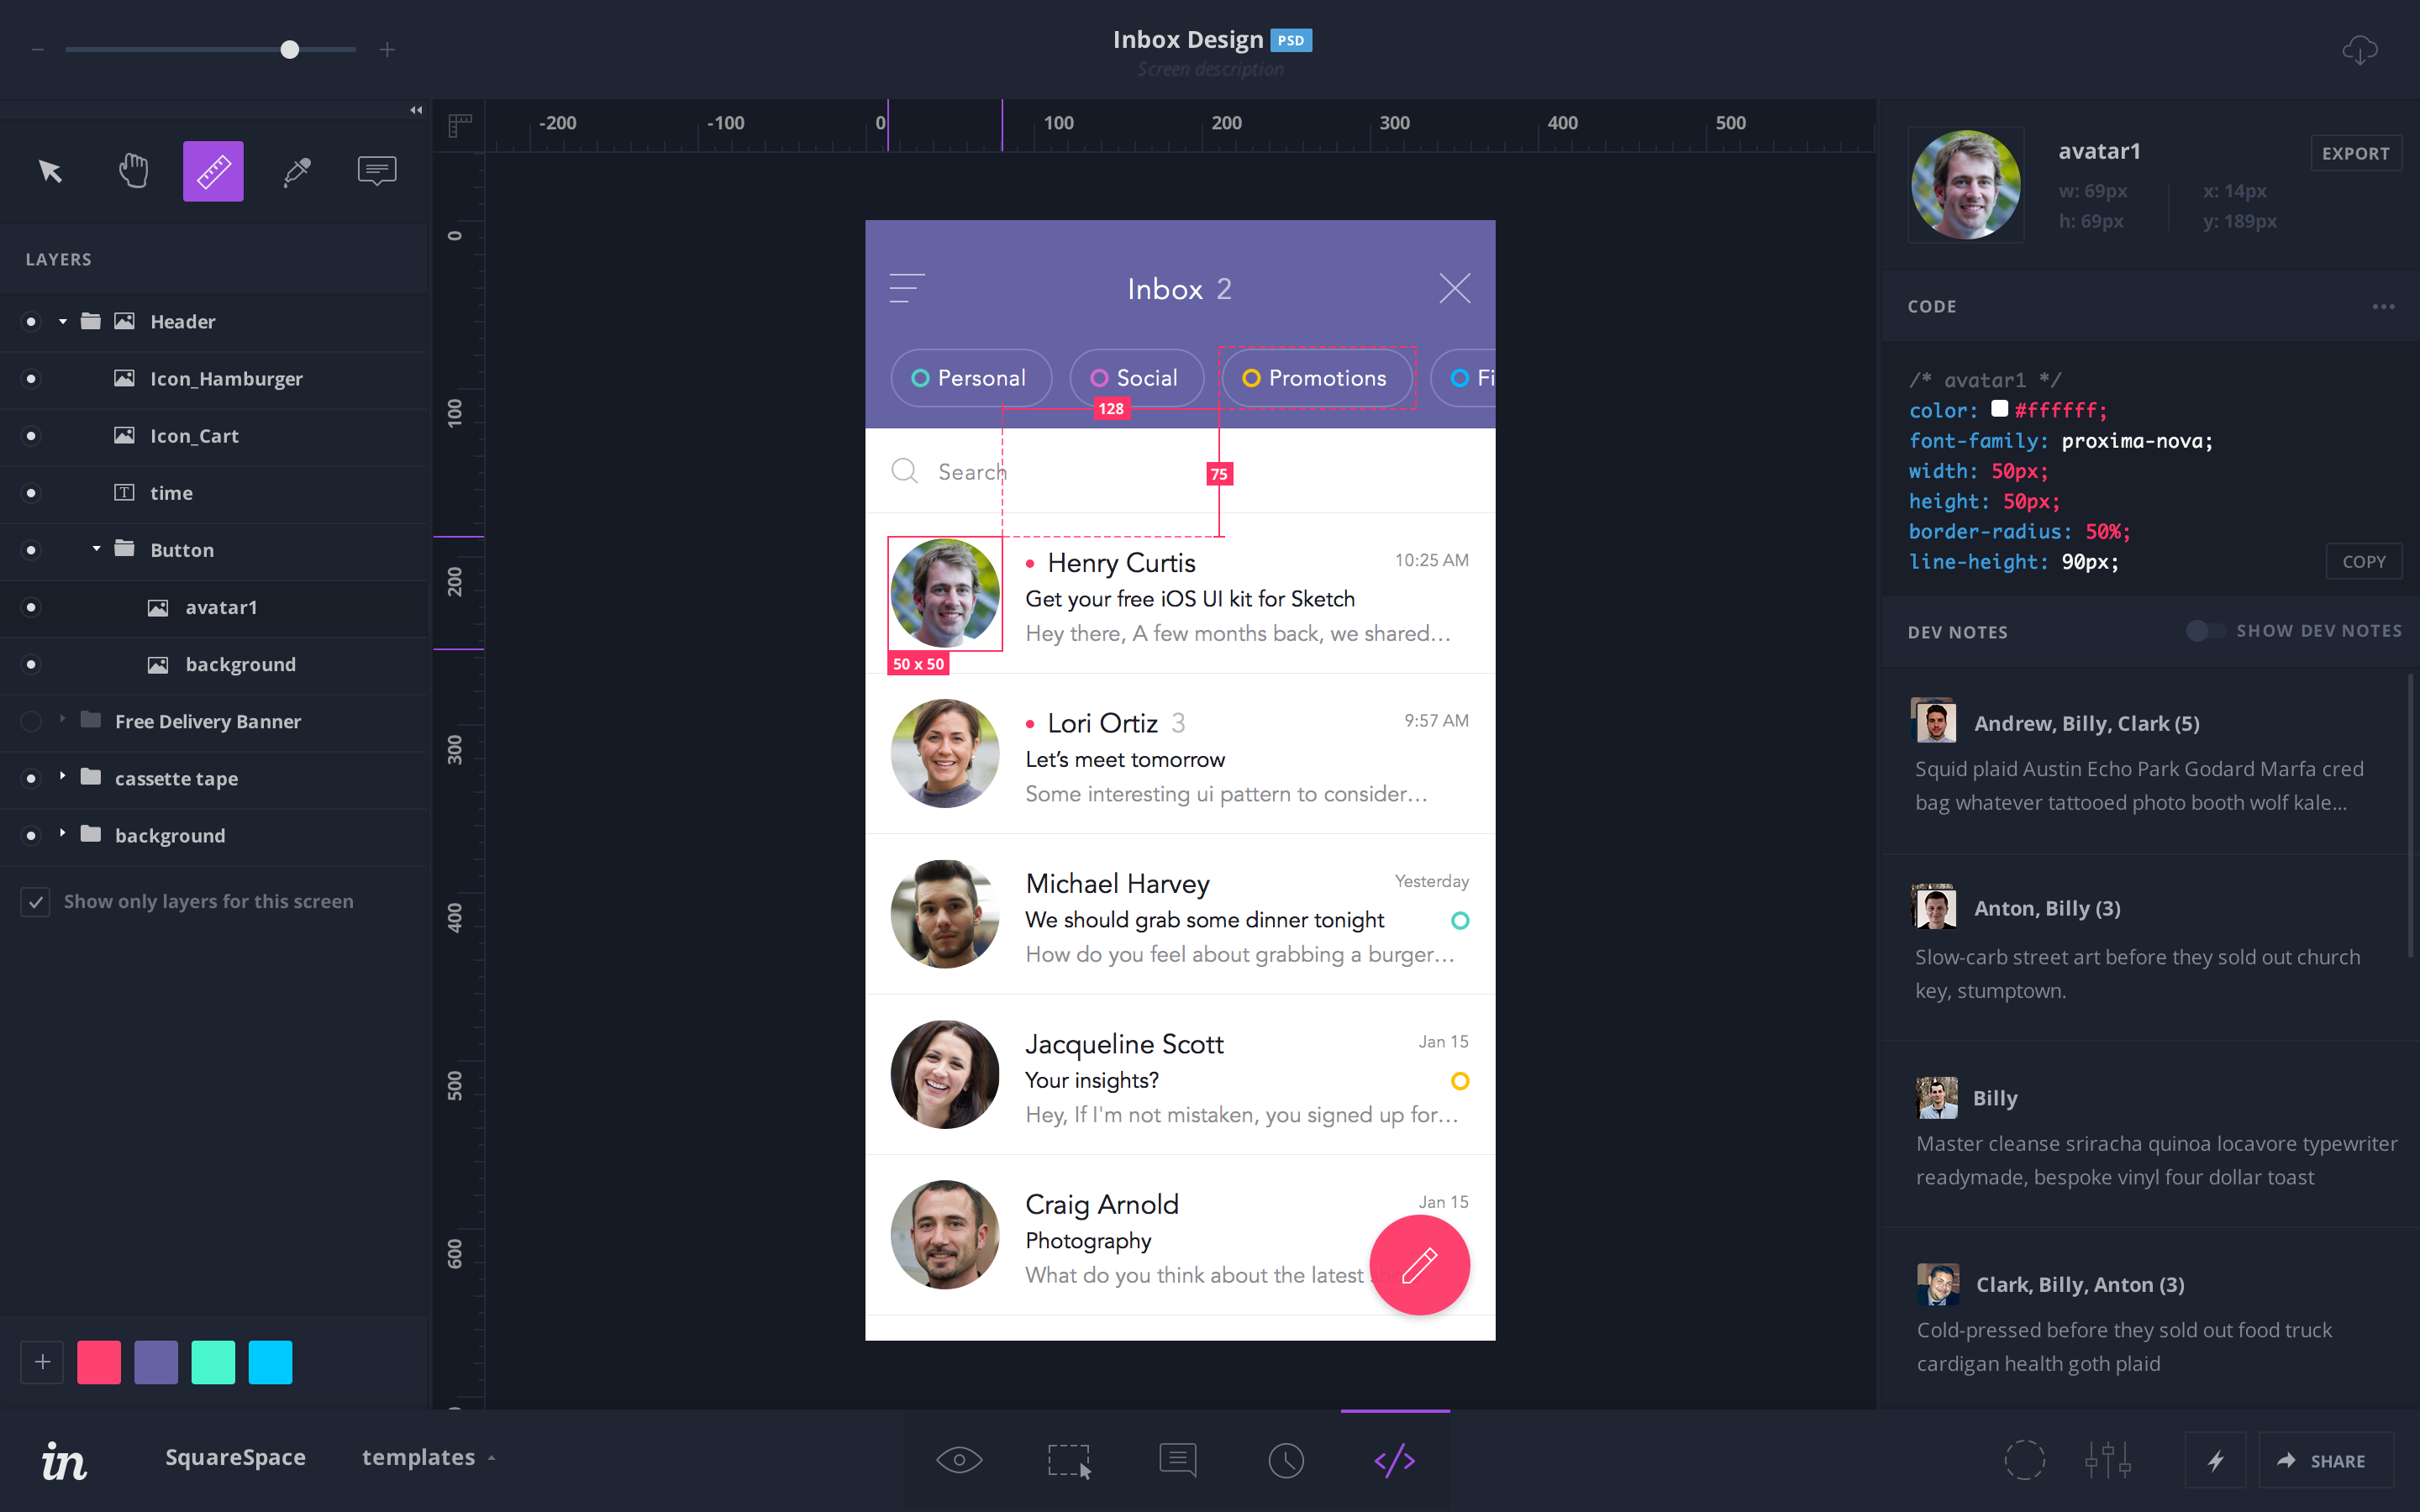 Inbox Design PSD
Screen description
-200 -100 0 100 200 300 400 500
LAYERS
Header
Icon_Hamburger
Icon_Cart
time
Button
avatar1
background
Free Delivery Banner
cassette tape
background
Show only layers for this screen
0
100
200
300
400
500
600
Inbox 2
Personal Social Promotions Fi
128
Search
75
Henry Curtis 10:25 AM
Get your free iOS UI kit for Sketch
Hey there, A few months back, we shared…
50 x 50
Lori Ortiz 3 9:57 AM
Let’s meet tomorrow
Some interesting ui pattern to consider…
Michael Harvey Yesterday
We should grab some dinner tonight
How do you feel about grabbing a burger…
Jacqueline Scott Jan 15
Your insights?
Hey, If I'm not mistaken, you signed up for…
Craig Arnold Jan 15
Photography
What do you think about the latest
avatar1 EXPORT
w: 69px x: 14px
h: 69px y: 189px
CODE
/* avatar1 */
color: #ffffff;
font-family: proxima-nova;
width: 50px;
height: 50px;
border-radius: 50%;
line-height: 90px;
COPY
DEV NOTES SHOW DEV NOTES
Andrew, Billy, Clark (5)
Squid plaid Austin Echo Park Godard Marfa cred
bag whatever tattooed photo booth wolf kale...
Anton, Billy (3)
Slow-carb street art before they sold out church
key, stumptown.
Billy
Master cleanse sriracha quinoa locavore typewriter
readymade, bespoke vinyl four dollar toast
Clark, Billy, Anton (3)
Cold-pressed before they sold out food truck
cardigan health goth plaid
in SquareSpace templates
SHARE